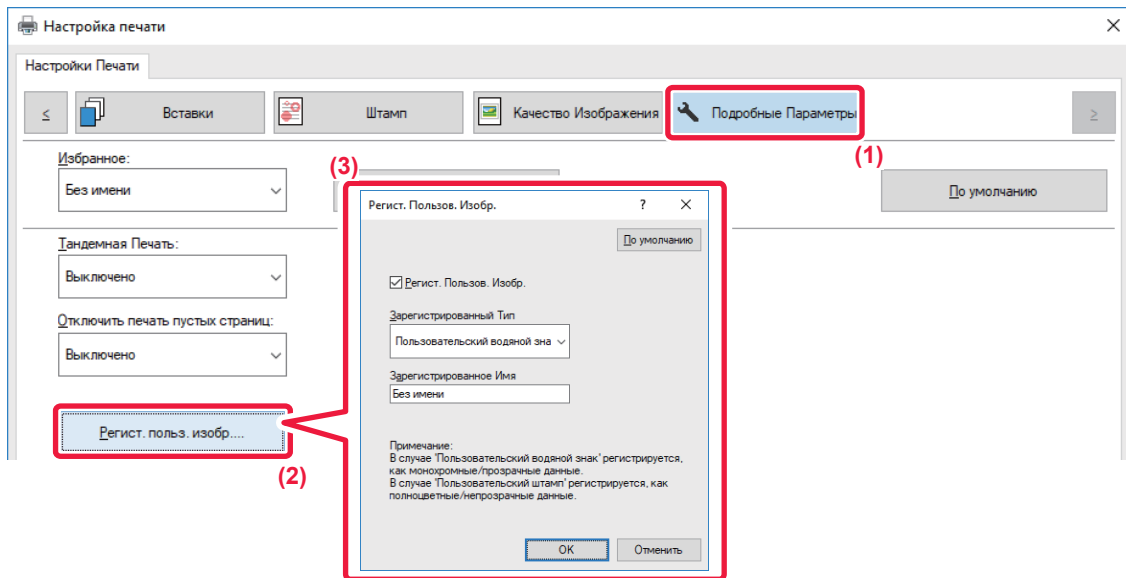 Настройка печати
Настройки Печати
<
Вставки
Штамп
Качество Изображения
Подробные Параметры
>
(1)
Избранное:
Без имени
По умолчанию
Тандемная Печать:
Выключено
Отключить печать пустых страниц:
Выключено
Регист. польз. изобр....
(2)
(3)
Регист. Пользов. Изобр.
?
По умолчанию
Регист. Пользов. Изобр.
Зарегистрированный Тип
Пользовательский водяной зна
Зарегистрированное Имя
Без имени
Примечание:
В случае 'Пользовательский водяной знак' регистрируется,
как монохромные/прозрачные данные.
В случае 'Пользовательский штамп' регистрируется, как
полноцветные/непрозрачные данные.
OK
Отменить